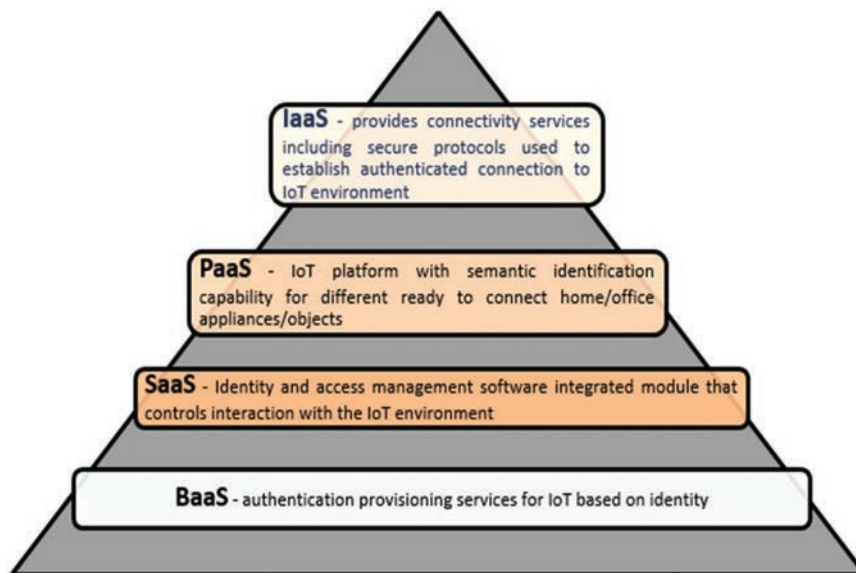 IaaS - provides connectivity services
including secure protocols used to
establish authenticated connection to
IoT environment
PaaS - IoT platform with semantic identification
capability for different ready to connect home/office
appliances/objects
SaaS - Identity and access management software integrated module that
controls interaction with the IoT environment
BaaS - authentication provisioning services for IoT based on identity